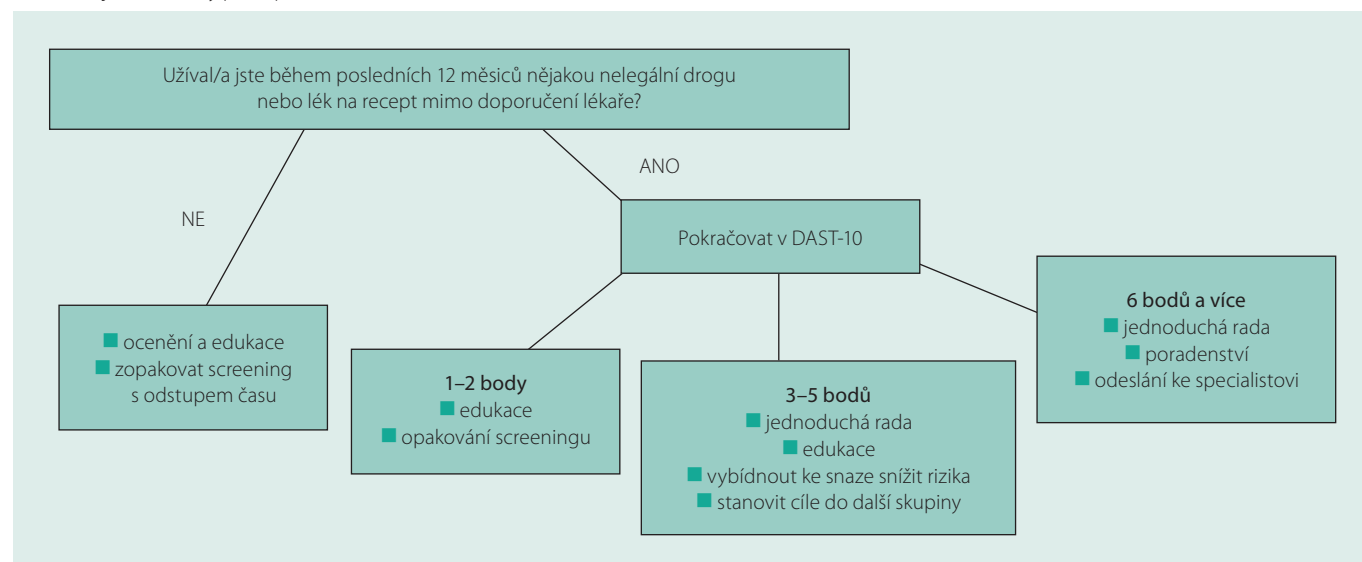 Užíval/a jste během posledních 12 měsíců nějakou nelegální drogu
nebo lék na recept mimo doporučení lékaře?
ANO
NE
Pokračovat v DAST-10
■ ocenění a edukace
■ zopakovat screening
s odstupem času
1–2 body
■ edukace
■ opakování screeningu
3–5 bodů
■ jednoduchá rada
■ edukace
■ vybídnout ke snaze snížit rizika
■ stanovit cíle do další skupiny
6 bodů a více
■ jednoduchá rada
■ poradenství
■ odeslání ke specialistovi